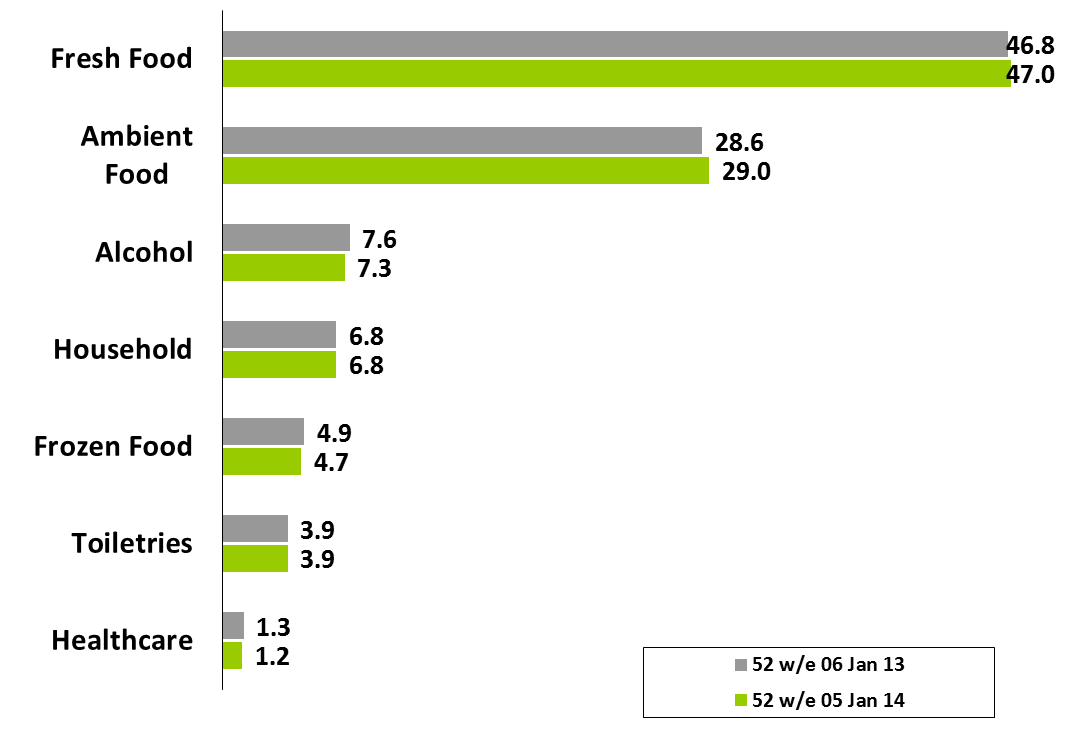 Fresh Food
46.8
47.0
Ambient
Food
28.6
29.0
Alcohol
7.6
7.3
Household
6.8
6.8
Frozen Food
4.9
4.7
Toiletries
3.9
3.9
Healthcare
1.3
1.2
52 w/e 06 Jan 13
52 w/e 05 Jan 14